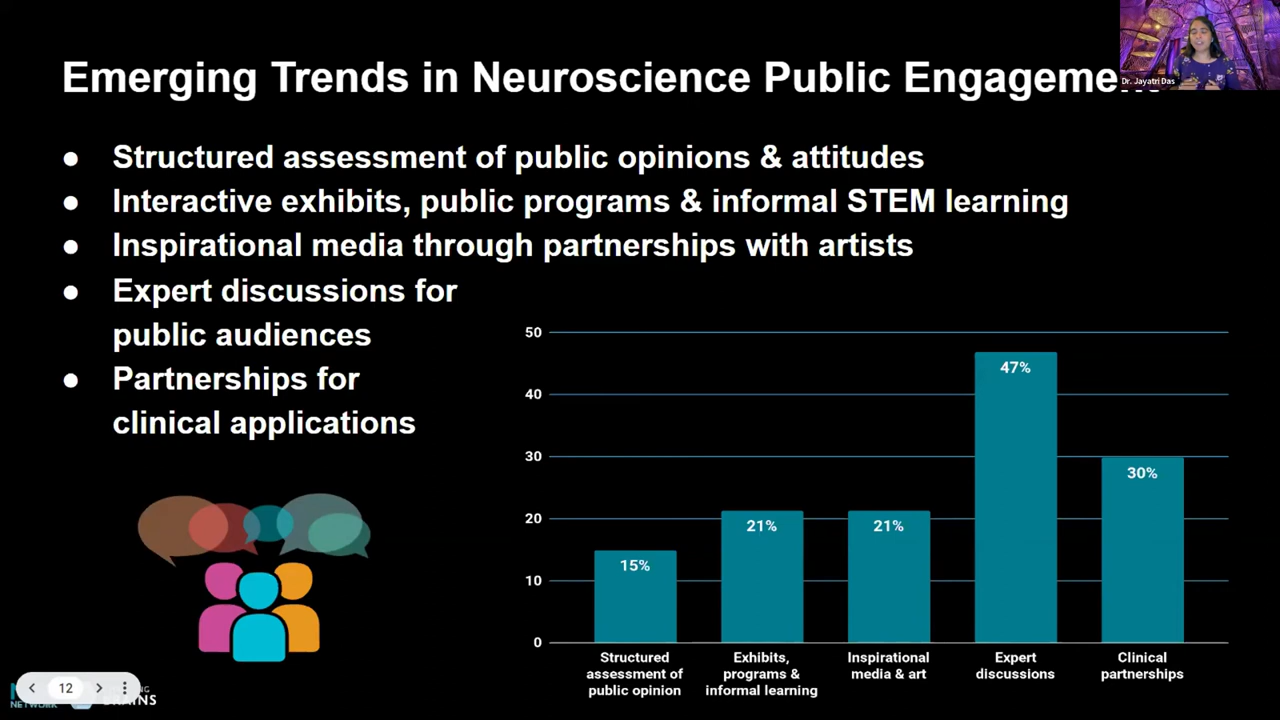 Emerging Trends in Neuroscience Public Engagement
Dr. Jayatri Das
● Structured assessment of public opinions & attitudes
● Interactive exhibits, public programs & informal STEM learning
● Inspirational media through partnerships with artists
● Expert discussions for
public audiences
● Partnerships for
clinical applications
50
40
30
20
10
0
15%
21%
21%
47%
30%
Structured
assessment of
public opinion
Exhibits,
programs &
informal learning
Inspirational
media & art
Expert
discussions
Clinical
partnerships
12
NETWORK
BRAINS